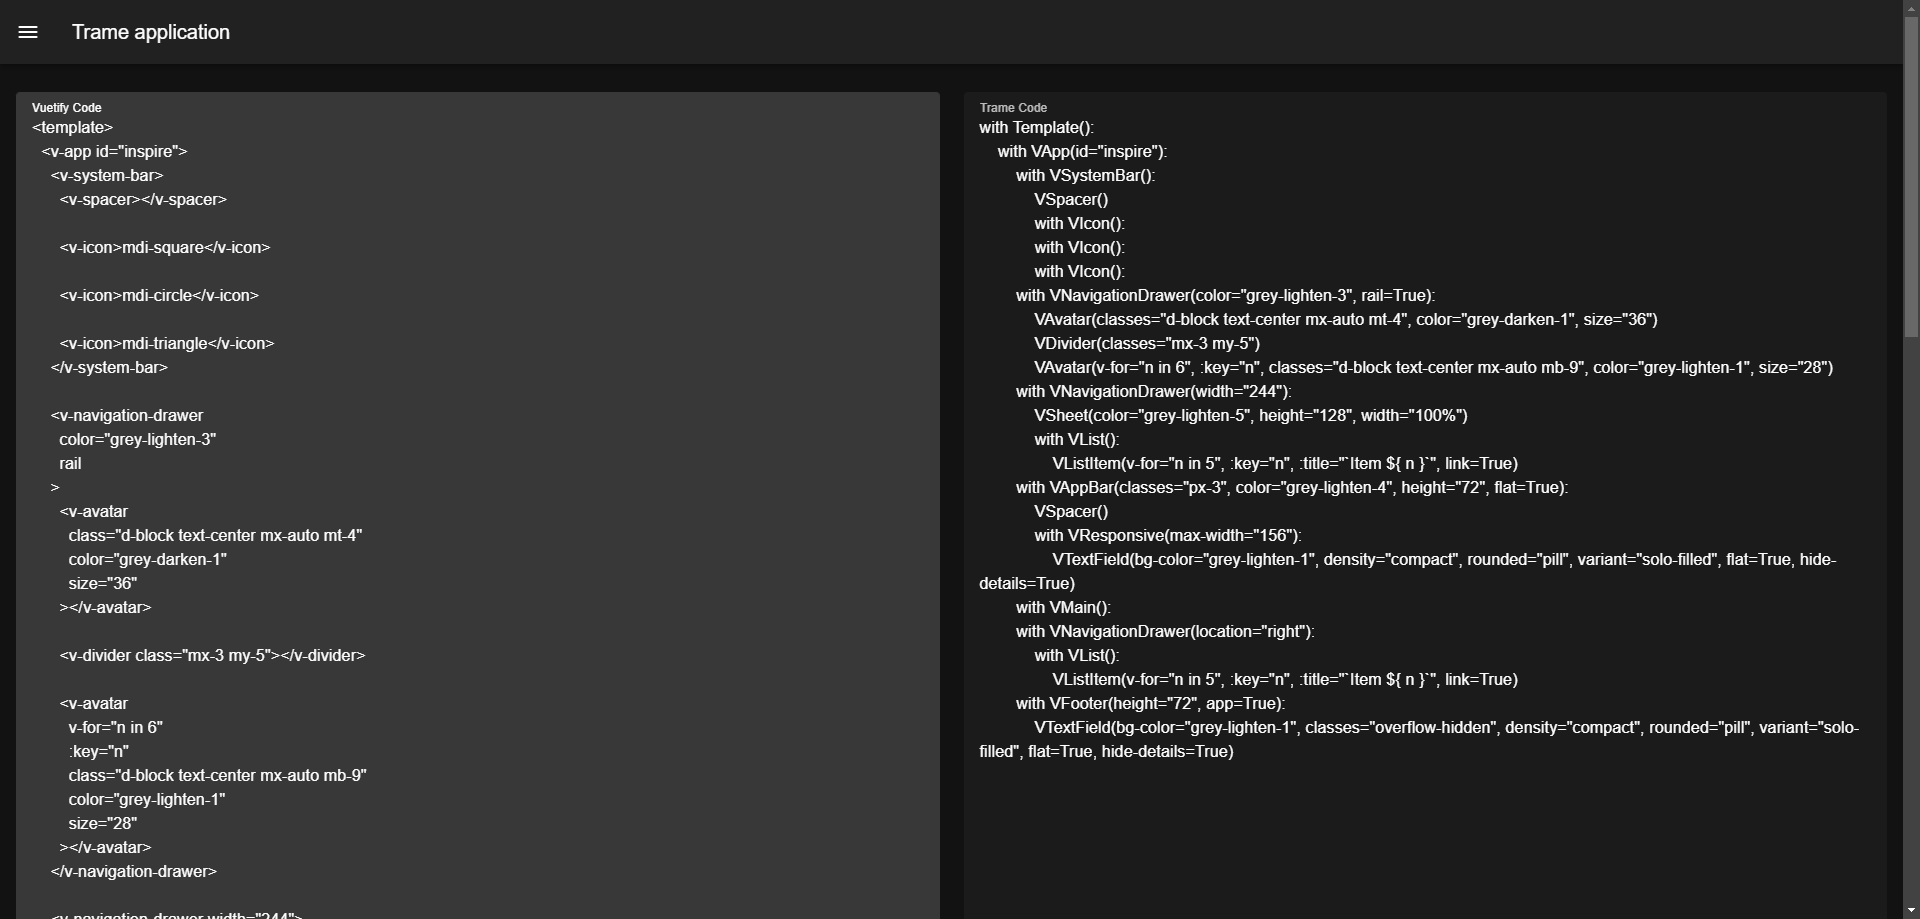 Trame application
Vuetify Code
<template>
<v-app id="inspire">
<v-system-bar>
<v-spacer></v-spacer>
<v-icon>mdi-square</v-icon>
<v-icon>mdi-circle</v-icon>
<v-icon>mdi-triangle</v-icon>
</v-system-bar>
<v-navigation-drawer
color="grey-lighten-3"
rail
>
<v-avatar
class="d-block text-center mx-auto mt-4"
color="grey-darken-1"
size="36"
></v-avatar>
<v-divider class="mx-3 my-5"></v-divider>
<v-avatar
v-for="n in 6"
:key="n"
class="d-block text-center mx-auto mb-9"
color="grey-lighten-1"
size="28"
></v-avatar>
</v-navigation-drawer>
<v-navigation-drawer width="244">
Trame Code
with Template():
with VApp(id="inspire"):
with VSystemBar():
VSpacer()
with VIcon():
with VIcon():
with VIcon():
with VNavigationDrawer(color="grey-lighten-3", rail=True):
VAvatar(classes="d-block text-center mx-auto mt-4", color="grey-darken-1", size="36")
VDivider(classes="mx-3 my-5")
VAvatar(v-for="n in 6", :key="n", classes="d-block text-center mx-auto mb-9", color="grey-lighten-1", size="28")
with VNavigationDrawer(width="244"):
VSheet(color="grey-lighten-5", height="128", width="100%")
with VList():
VListItem(v-for="n in 5", :key="n", :title="`Item ${ n }`", link=True)
with VAppBar(classes="px-3", color="grey-lighten-4", height="72", flat=True):
VSpacer()
with VResponsive(max-width="156"):
VTextField(bg-color="grey-lighten-1", density="compact", rounded="pill", variant="solo-filled", flat=True, hide-
details=True)
with VMain():
with VNavigationDrawer(location="right"):
with VList():
VListItem(v-for="n in 5", :key="n", :title="`Item ${ n }`", link=True)
with VFooter(height="72", app=True):
VTextField(bg-color="grey-lighten-1", classes="overflow-hidden", density="compact", rounded="pill", variant="solo-
filled", flat=True, hide-details=True)